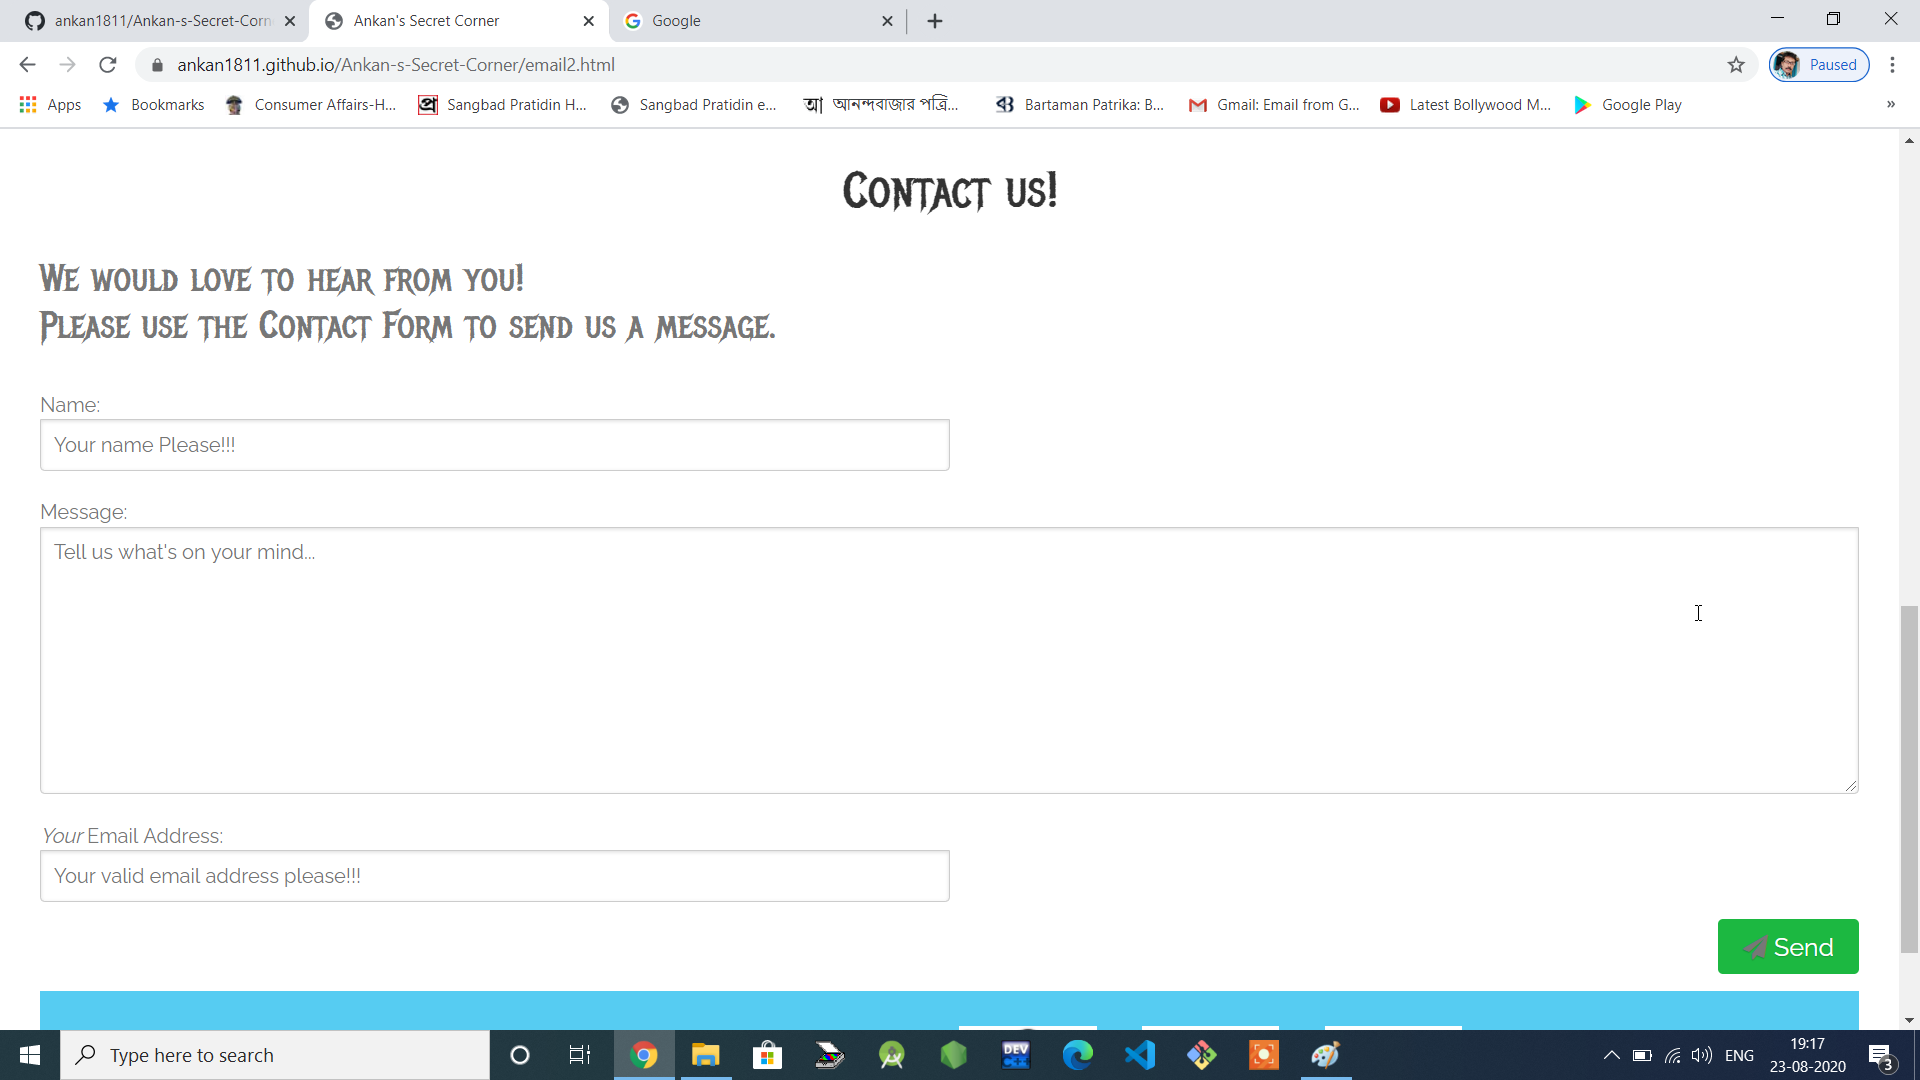 ankan1811/Ankan-s-Secret-Corn
Ankan's Secret Corner
Google
ankan1811.github.io/Ankan-s-Secret-Corner/email2.html
Paused
Apps
Bookmarks
Consumer Affairs-H...
Sangbad Pratidin H...
Sangbad Pratidin e...
আনন্দবাজার পত্রি...
Bartaman Patrika: B...
Gmail: Email from G...
Latest Bollywood M...
Google Play
»
Contact us!
We would love to hear from you!
Please use the Contact Form to send us a message.
Name:
Your name Please!!!
Message:
Tell us what's on your mind...
Your Email Address:
Your valid email address please!!!
Send
Type here to search
DEV
C++
ENG
19:17
23-08-2020
3